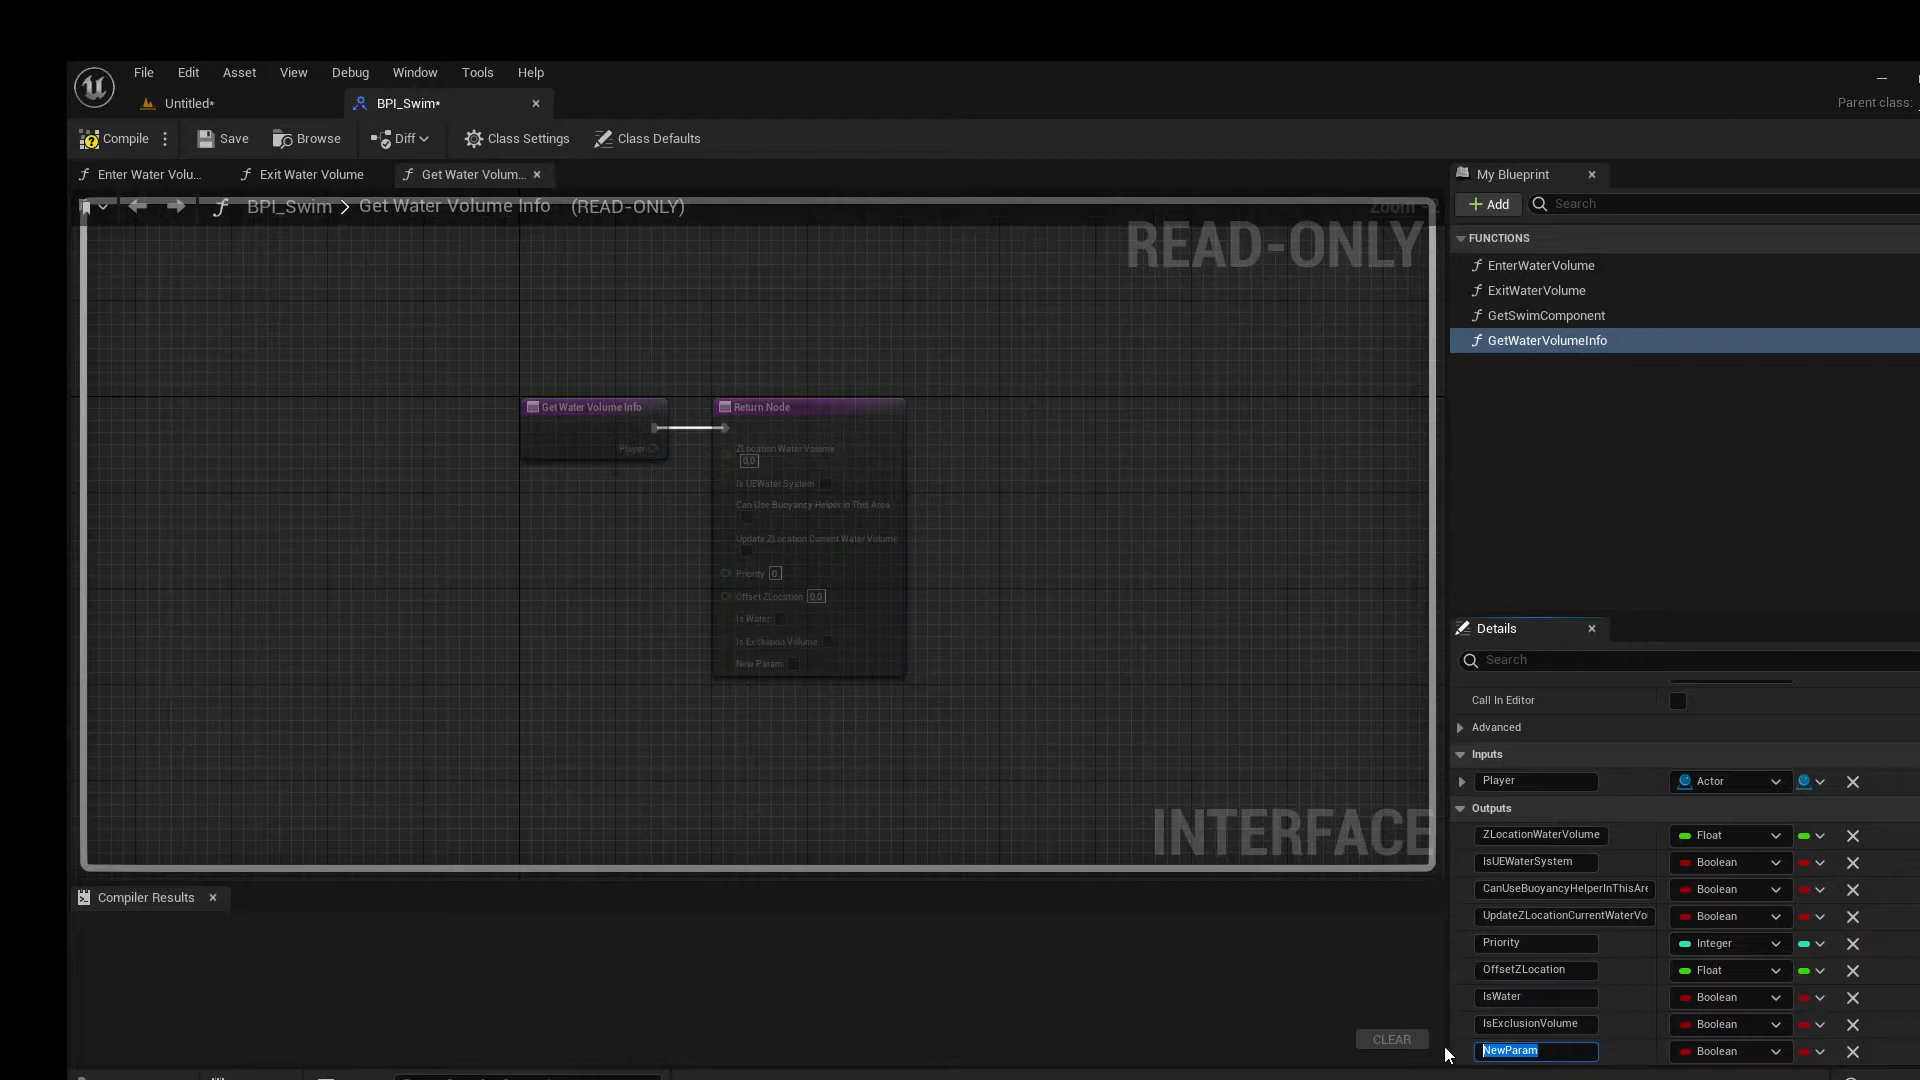 File Edit Asset View Debug Window Tools Help
Untitled* BPI_Swim*
Parent class:
Compile Save Browse Diff Class Settings Class Defaults
Enter Water Volu... Exit Water Volume Get Water Volum...
My Blueprint
BPI_Swim > Get Water Volume Info (READ-ONLY)
Zoom -2
Add Search
READ-ONLY
FUNCTIONS
EnterWaterVolume
ExitWaterVolume
GetSwimComponent
GetWaterVolumeInfo
Get Water Volume Info
Player
Return Node
ZLocation Water Volume
0.0
Is UEWater System
Can Use Buoyancy Helper in This Area
Update ZLocation Current Water Volume
Priority 0
Offset ZLocation 0.0
Is Water
Is Exclusion Volume
New Param
INTERFACE
Details
Search
Call In Editor
Advanced
Inputs
Player Actor
Outputs
ZLocationWaterVolume Float
IsUEWaterSystem Boolean
CanUseBuoyancyHelperInThisAre Boolean
UpdateZLocationCurrentWaterVo Boolean
Priority Integer
OffsetZLocation Float
IsWater Boolean
IsExclusionVolume Boolean
NewParam Boolean
Compiler Results
CLEAR